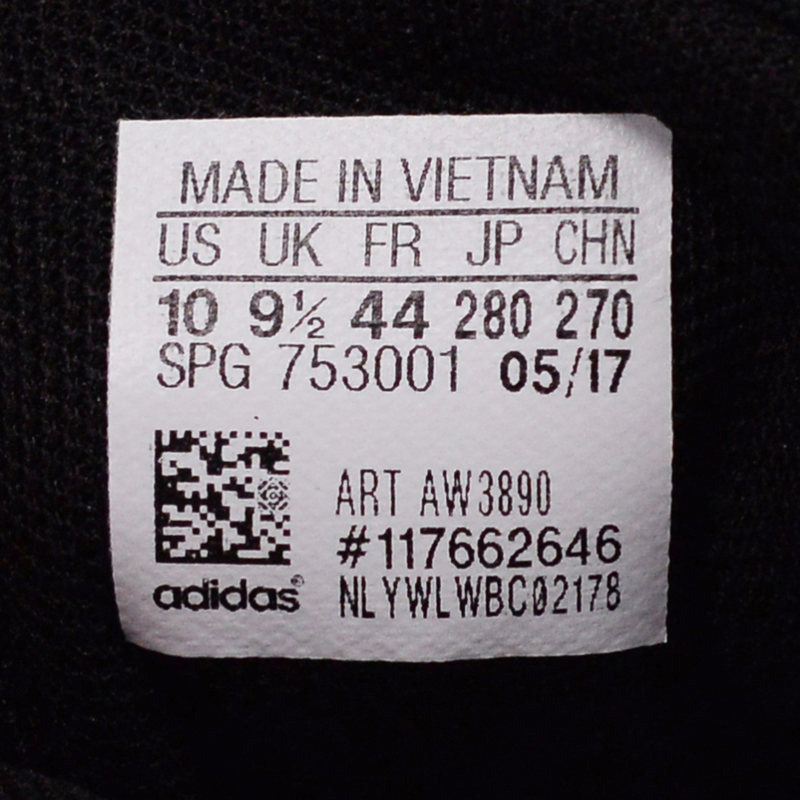 MADE IN VIETNAM
US UK FR JP CHN
10 9½ 44 280 270
SPG 753001 05/17
ART AW3890
#117662646
adidas® NLYWLWBC02178